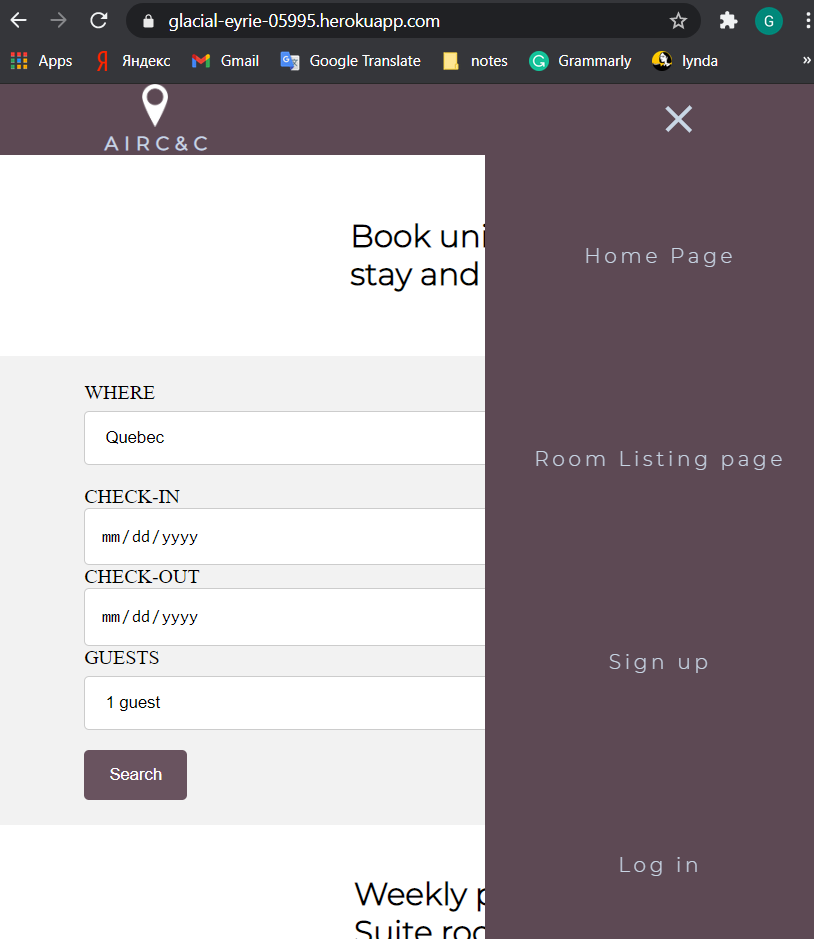 glacial-eyrie-05995.herokuapp.com
G
Apps
Яндекс
Gmail
Google Translate
notes
Grammarly
lynda
»
AIRC&C
Home Page
Room Listing page
Sign up
Log in
Book uni
stay and
WHERE
Quebec
CHECK-IN
mm/dd/yyyy
CHECK-OUT
mm/dd/yyyy
GUESTS
1 guest
Search
Weekly p
Suite roo